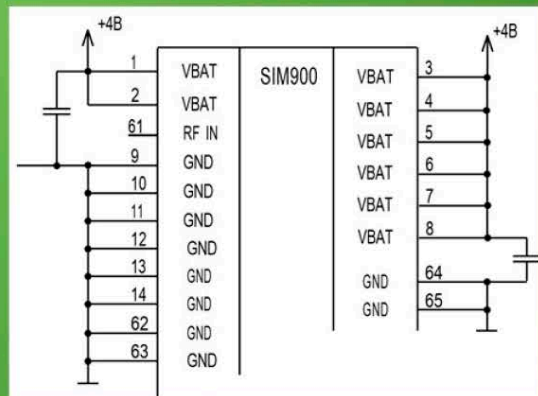 +4В
1 VBAT
2 VBAT
61 RF IN
9 GND
10 GND
11 GND
12 GND
13 GND
14 GND
62 GND
63 GND
SIM900
+4В
VBAT 3
VBAT 4
VBAT 5
VBAT 6
VBAT 7
VBAT 8
GND 64
GND 65